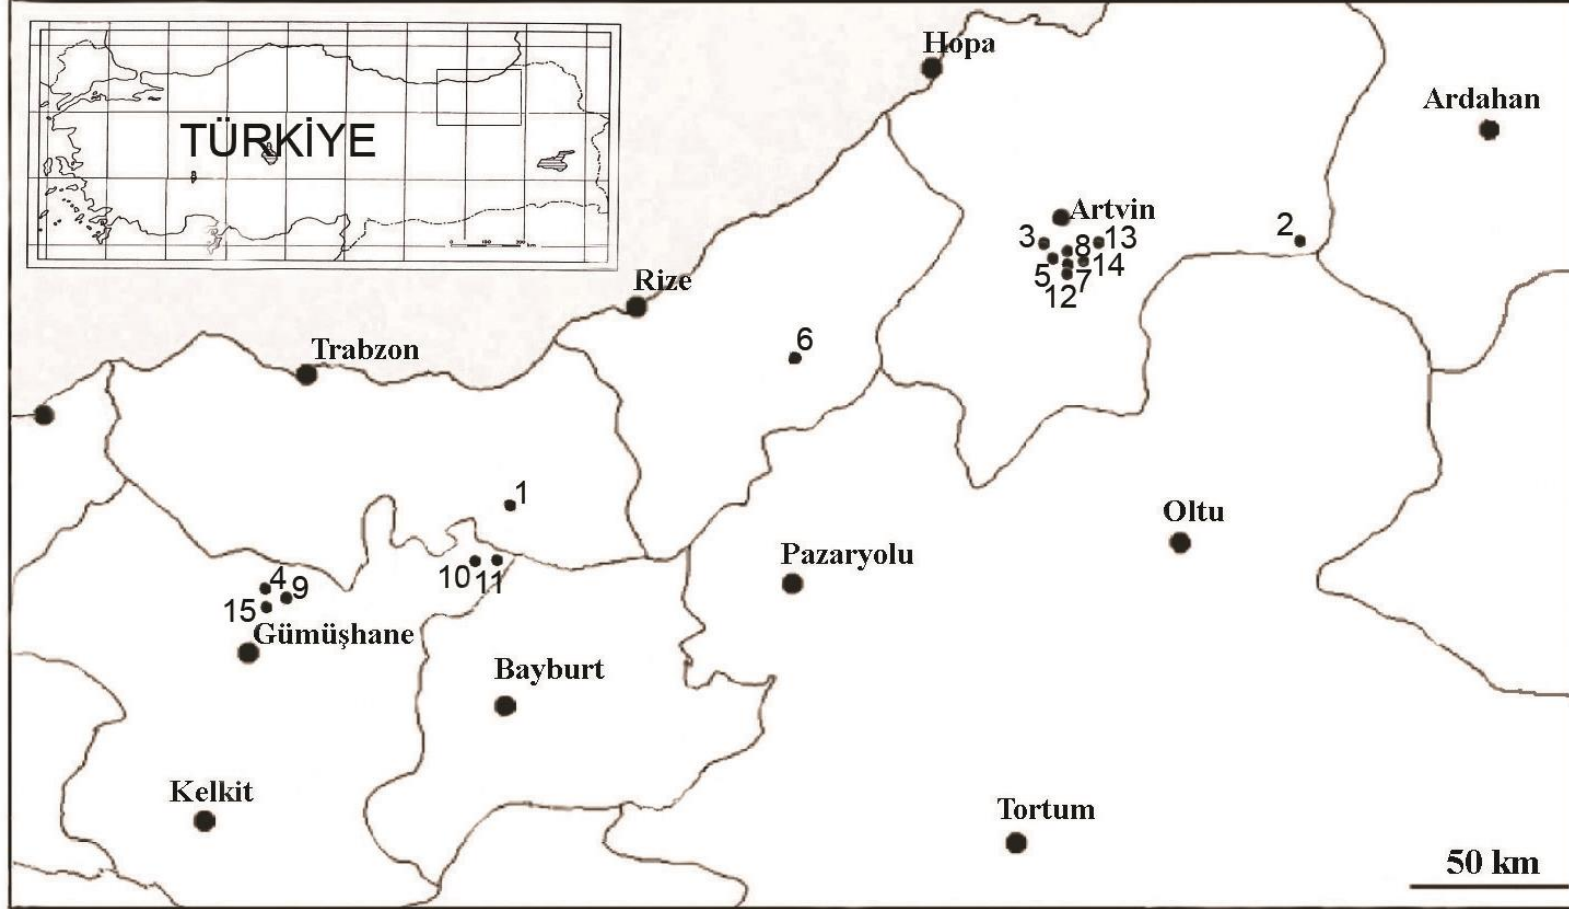 Hopa
Ardahan
TÜRKİYE
Artvin
3
8
13
2
5
7
14
12
Rize
6
Trabzon
1
Oltu
Pazaryolu
10
11
4
9
15
Gümüşhane
Bayburt
Kelkit
Tortum
50 km